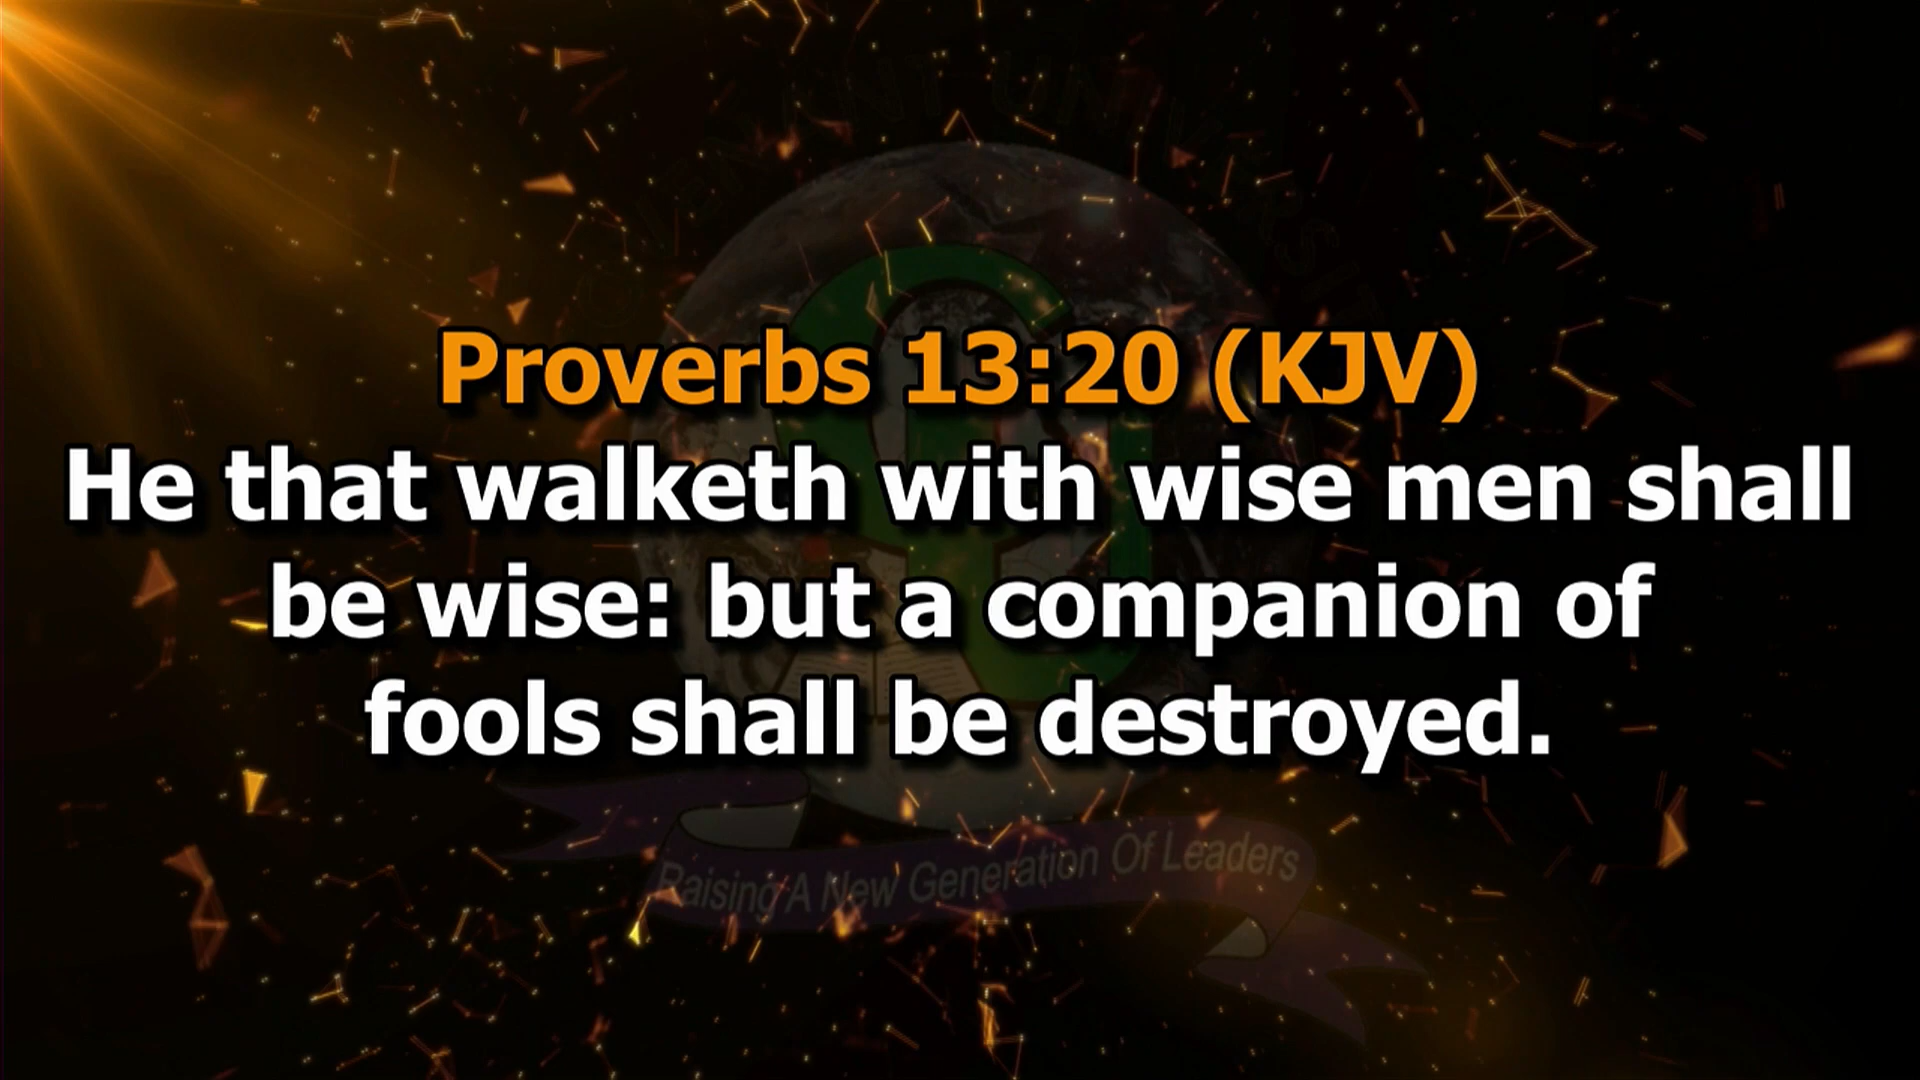 Proverbs 13:20 (KJV)
He that walketh with wise men shall
be wise: but a companion of
fools shall be destroyed.
Raising A New Generation Of Leaders